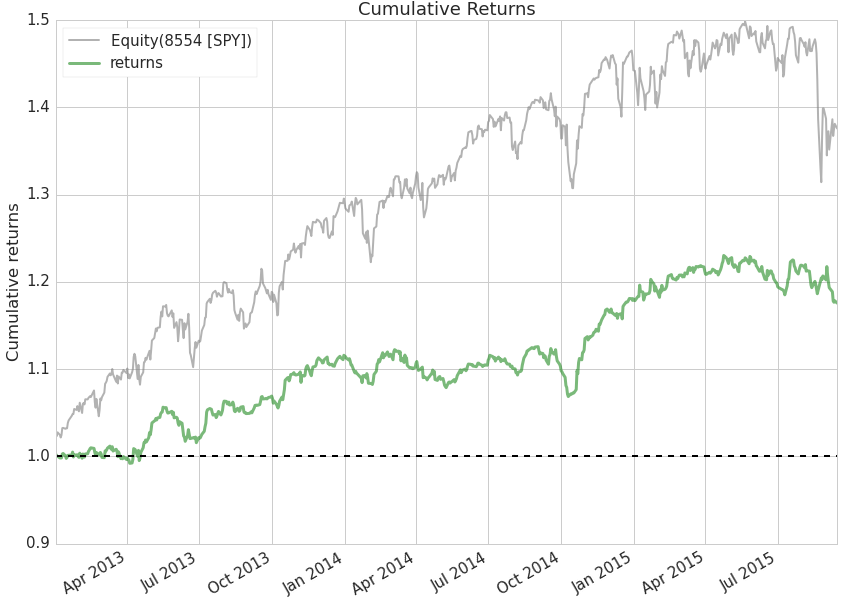 Cumulative Returns
Equity(8554 [SPY])
returns
Cumulative returns
1.5
1.4
1.3
1.2
1.1
1.0
0.9
Apr 2013
Jul 2013
Oct 2013
Jan 2014
Apr 2014
Jul 2014
Oct 2014
Jan 2015
Apr 2015
Jul 2015